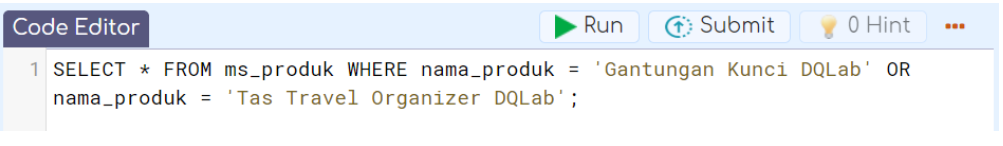 Code Editor
Run
Submit
0 Hint
1 SELECT * FROM ms_produk WHERE nama_produk = 'Gantungan Kunci DQLab' OR
nama_produk = 'Tas Travel Organizer DQLab';